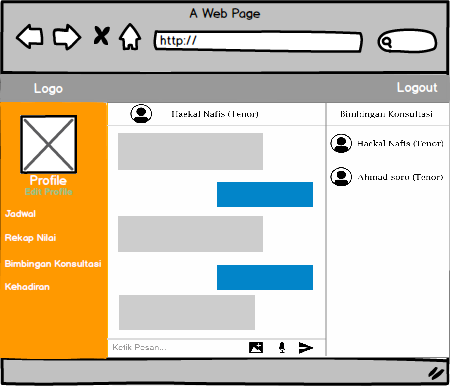 A Web Page
http://
Logo
Logout
Profile
Edit Profile
Jadwal
Rekap Nilai
Bimbingan Konsultasi
Kehadiran
Haekal Nafis (Tenor)
Ketik Pesan...
Bimbingan Konsultasi
Haekal Nafis (Tenor)
Ahmad soro (Tenor)